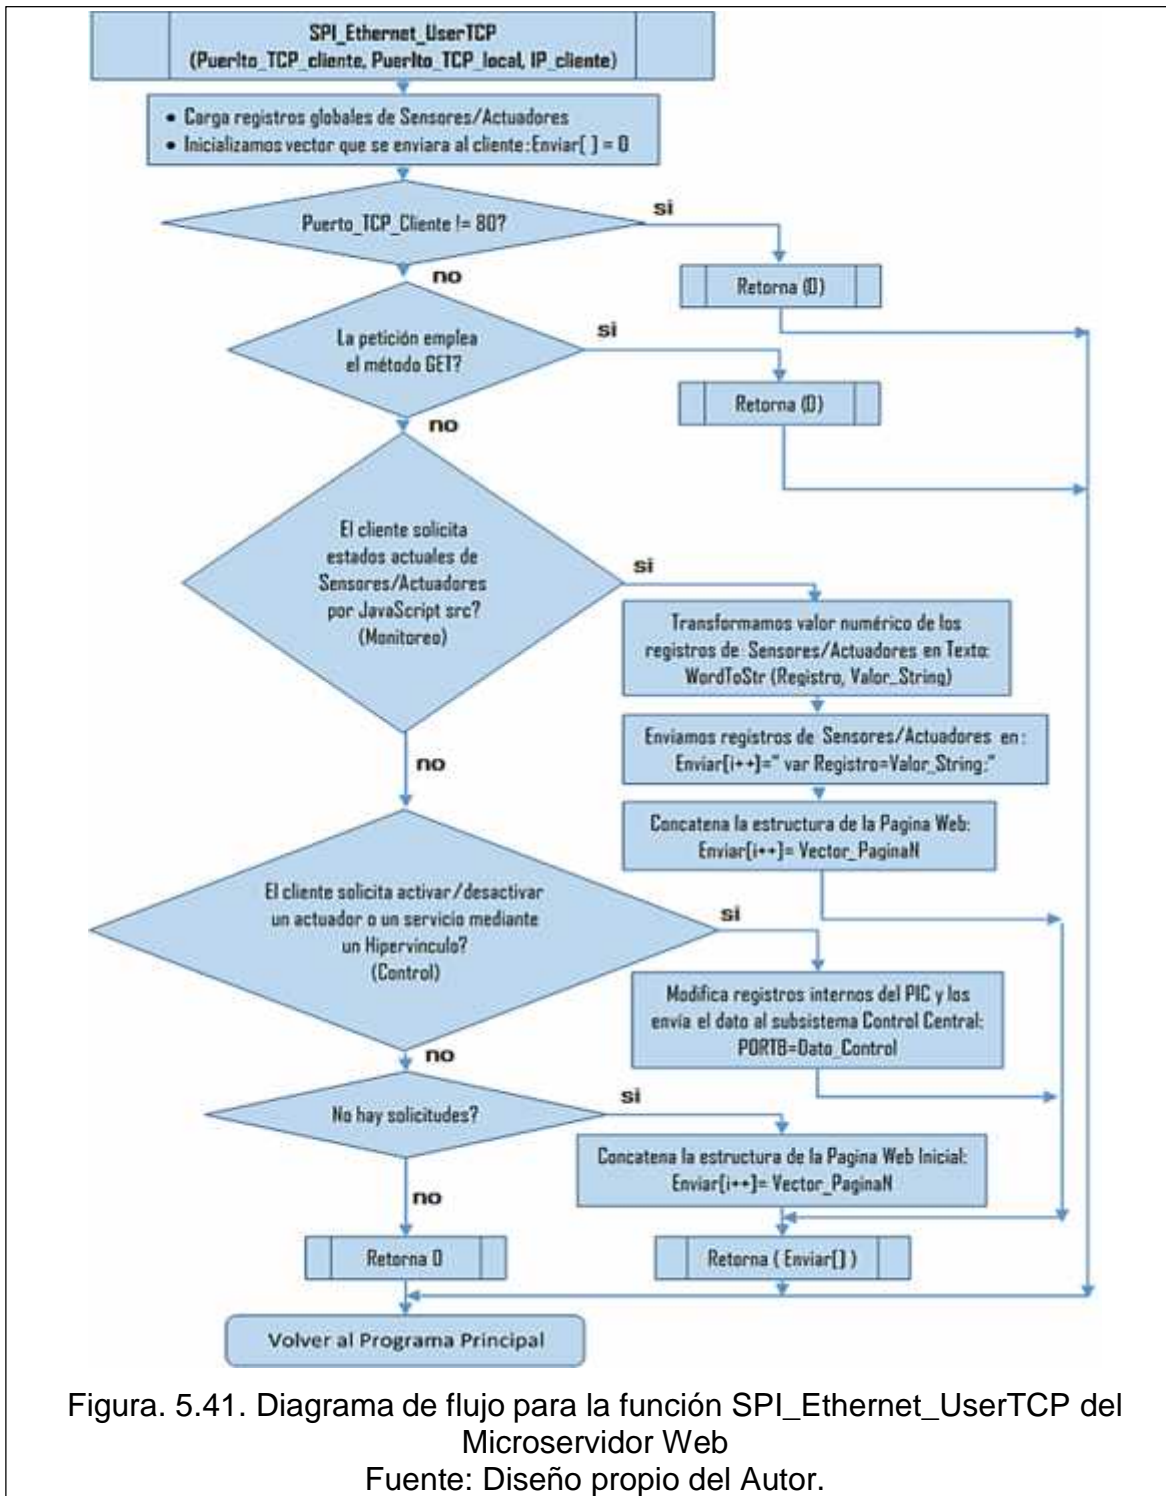 SPI_Ethernet_UserTCP
(Puerlto_TCP_cliente, Puerlto_TCP_local, IP_cliente)
• Carga registros globales de Sensores/Actuadores
• Inicializamos vector que se enviara al cliente:Enviar[ ] = 0
Puerto_TCP_Cliente != 80?
si
Retorna (0)
no
La petición emplea
el método GET?
si
Retorna (0)
no
El cliente solicita
estados actuales de
Sensores/Actuadores
por JavaScript src?
(Monitoreo)
si
Transformamos valor numérico de los
registros de Sensores/Actuadores en Texto:
WordToStr (Registro, Valor_String)
Enviamos registros de Sensores/Actuadores en :
Enviar[i++]=" var Registro=Valor_String;"
Concatena la estructura de la Pagina Web:
Enviar[i++]= Vector_PaginaN
no
El cliente solicita activar/desactivar
un actuador o un servicio mediante
un Hipervinculo?
(Control)
si
Modifica registros internos del PIC y los
envía el dato al subsistema Control Central:
PORTB=Dato_Control
no
No hay solicitudes?
si
Concatena la estructura de la Pagina Web Inicial:
Enviar[i++]= Vector_PaginaN
no
Retorna 0
Retorna ( Enviar[] )
Volver al Programa Principal
Figura. 5.41. Diagrama de flujo para la función SPI_Ethernet_UserTCP del
Microservidor Web
Fuente: Diseño propio del Autor.